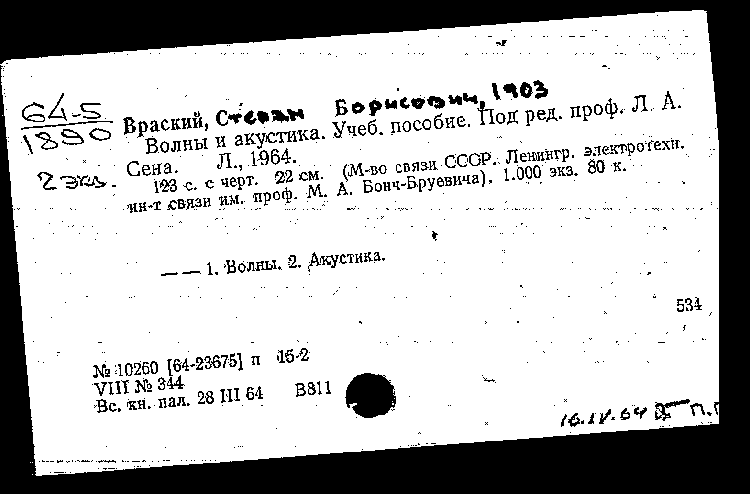 64-5
1890
2 экз.
Враский, Степан Борисович, 1903
Волны и акустика. Учеб. пособие. Под ред. проф. Л. А.
Сена. Л., 1964.
123 с. с черт. 22 см. (М-во связи СССР. Ленингр. электротехн.
ин-т связи им. проф. М. А. Бонч-Бруевича). 1.000 экз. 80 к.
— — 1. Волны. 2. Акустика.
534
№ 10260 [64-23675] п 15-2
VIII № 344
Вс. кн. пал. 28 III 64 В811
16.IV.64 П.